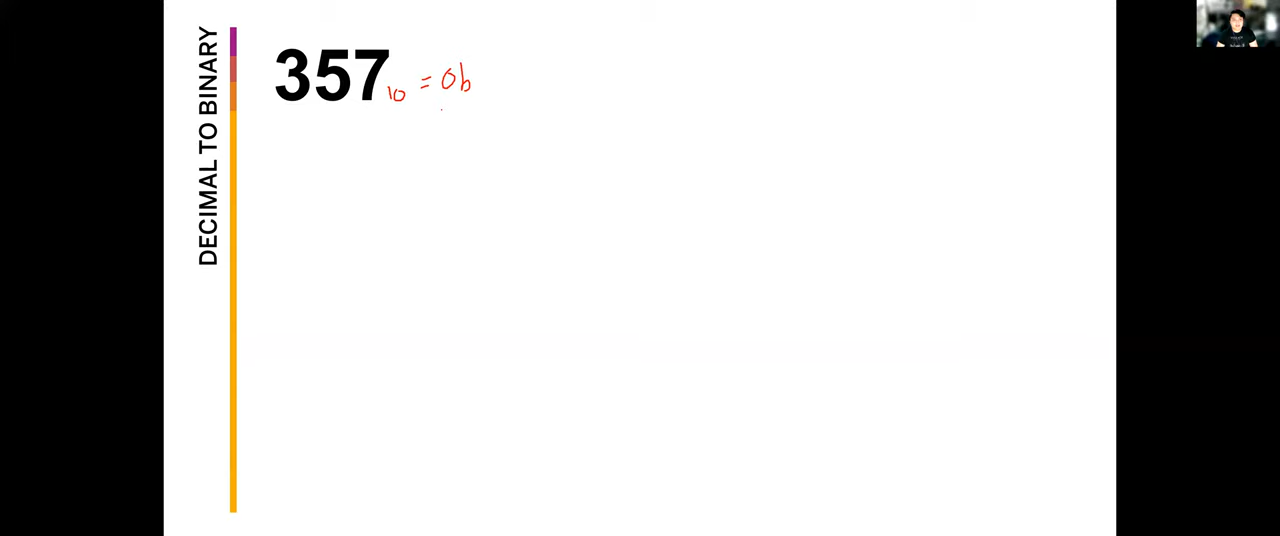 DECIMAL TO BINARY
357₁₀ = 0b